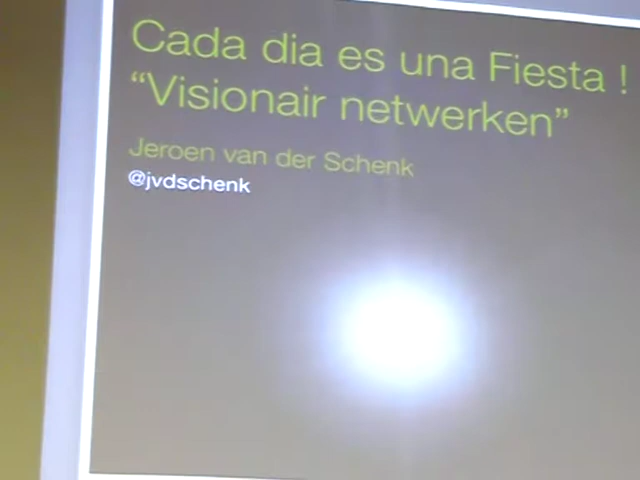 Cada dia es una Fiesta !
“Visionair netwerken”
Jeroen van der Schenk
@jvdschenk